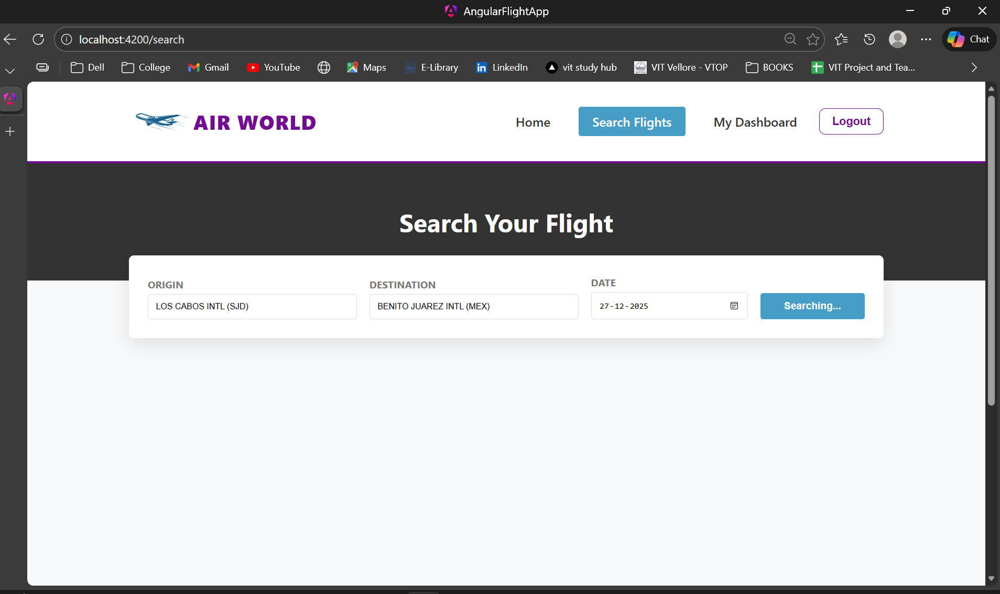 AngularFlightApp
localhost:4200/search
Chat
Dell College Gmail YouTube Maps E-Library LinkedIn vit study hub VIT Vellore - VTOP BOOKS VIT Project and Tea...
AIR WORLD Home Search Flights My Dashboard Logout
Search Your Flight
ORIGIN DESTINATION DATE
LOS CABOS INTL (SJD) BENITO JUAREZ INTL (MEX) 27-12-2025 Searching...